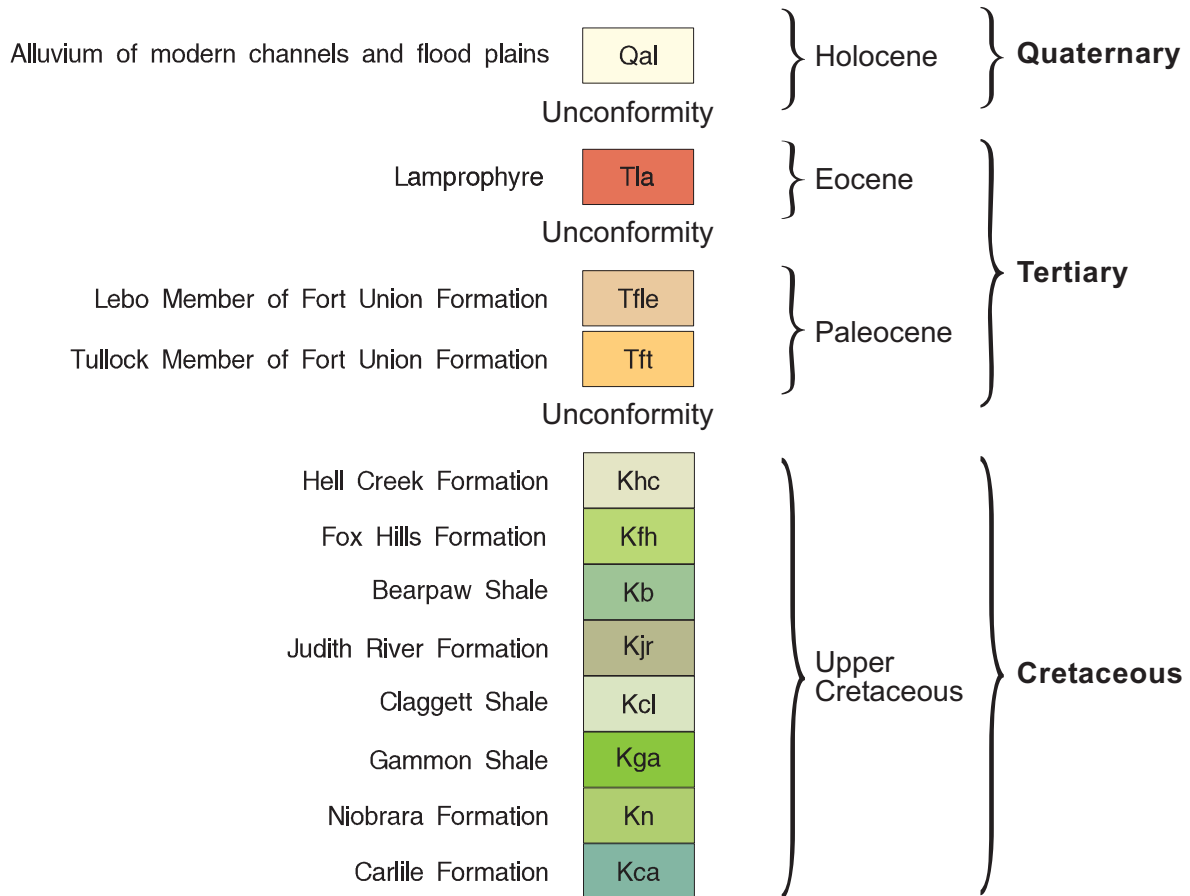 Alluvium of modern channels and flood plains Qal Holocene Quaternary
Unconformity
Lamprophyre Tla Eocene
Unconformity
Tertiary
Lebo Member of Fort Union Formation Tfle
Paleocene
Tullock Member of Fort Union Formation Tft
Unconformity
Hell Creek Formation Khc
Fox Hills Formation Kfh
Bearpaw Shale Kb
Judith River Formation Kjr
Upper
Cretaceous
Cretaceous
Claggett Shale Kcl
Gammon Shale Kga
Niobrara Formation Kn
Carlile Formation Kca